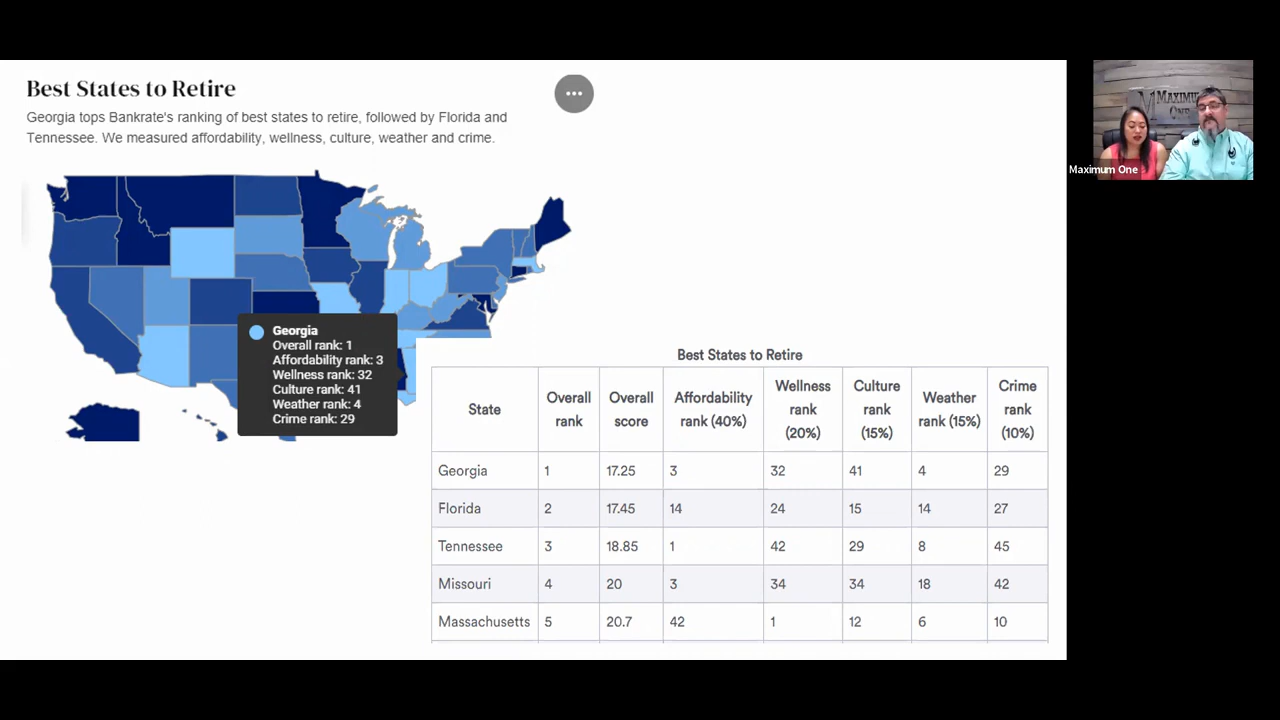 Best States to Retire
...
Georgia tops Bankrate's ranking of best states to retire, followed by Florida and
Tennessee. We measured affordability, wellness, culture, weather and crime.
MAXIMUM
ONE
Maximum One
Georgia
Overall rank: 1
Affordability rank: 3
Wellness rank: 32
Culture rank: 41
Weather rank: 4
Crime rank: 29
Best States to Retire
State Overall rank Overall score Affordability rank (40%) Wellness rank (20%) Culture rank (15%) Weather rank (15%) Crime rank (10%)
Georgia 1 17.25 3 32 41 4 29
Florida 2 17.45 14 24 15 14 27
Tennessee 3 18.85 1 42 29 8 45
Missouri 4 20 3 34 34 18 42
Massachusetts 5 20.7 42 1 12 6 10